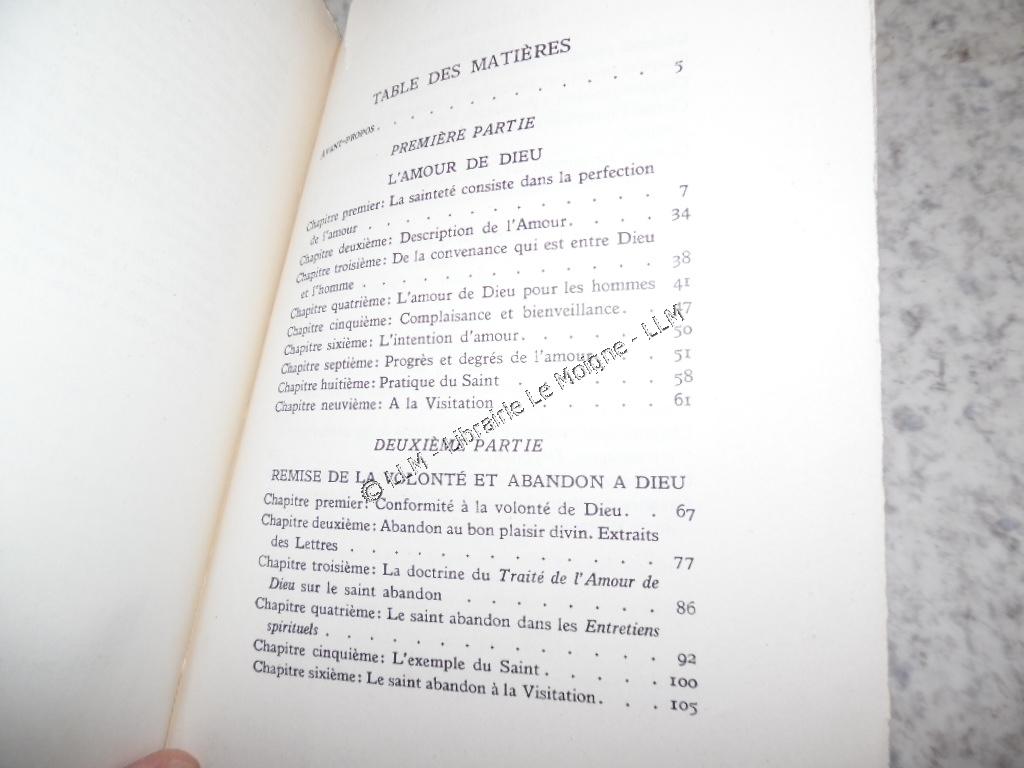 TABLE DES MATIÈRES
AVANT-PROPOS . . . . . . . . . . . . 5
PREMIÈRE PARTIE
L'AMOUR DE DIEU
Chapitre premier: La sainteté consiste dans la perfection
de l'amour . . . . . . . . . . . . 7
Chapitre deuxième: Description de l'Amour. . . . . 34
Chapitre troisième: De la convenance qui est entre Dieu
et l'homme . . . . . . . . . . . . 38
Chapitre quatrième: L'amour de Dieu pour les hommes 41
Chapitre cinquième: Complaisance et bienveillance. . 47
Chapitre sixième: L'intention d'amour. . . . . . 50
Chapitre septième: Progrès et degrés de l'amour . . . 51
Chapitre huitième: Pratique du Saint . . . . . . 58
Chapitre neuvième: A la Visitation . . . . . . 61
DEUXIÈME PARTIE
REMISE DE LA VOLONTÉ ET ABANDON A DIEU
Chapitre premier: Conformité à la volonté de Dieu. . 67
Chapitre deuxième: Abandon au bon plaisir divin. Extraits
des Lettres . . . . . . . . . . . . 77
Chapitre troisième: La doctrine du Traité de l'Amour de
Dieu sur le saint abandon . . . . . . . . 86
Chapitre quatrième: Le saint abandon dans les Entretiens
spirituels . . . . . . . . . . . . . 92
Chapitre cinquième: L'exemple du Saint . . . . . 100
Chapitre sixième: Le saint abandon à la Visitation. . . 105
© LLM - Librairie Le Moigne - LLM